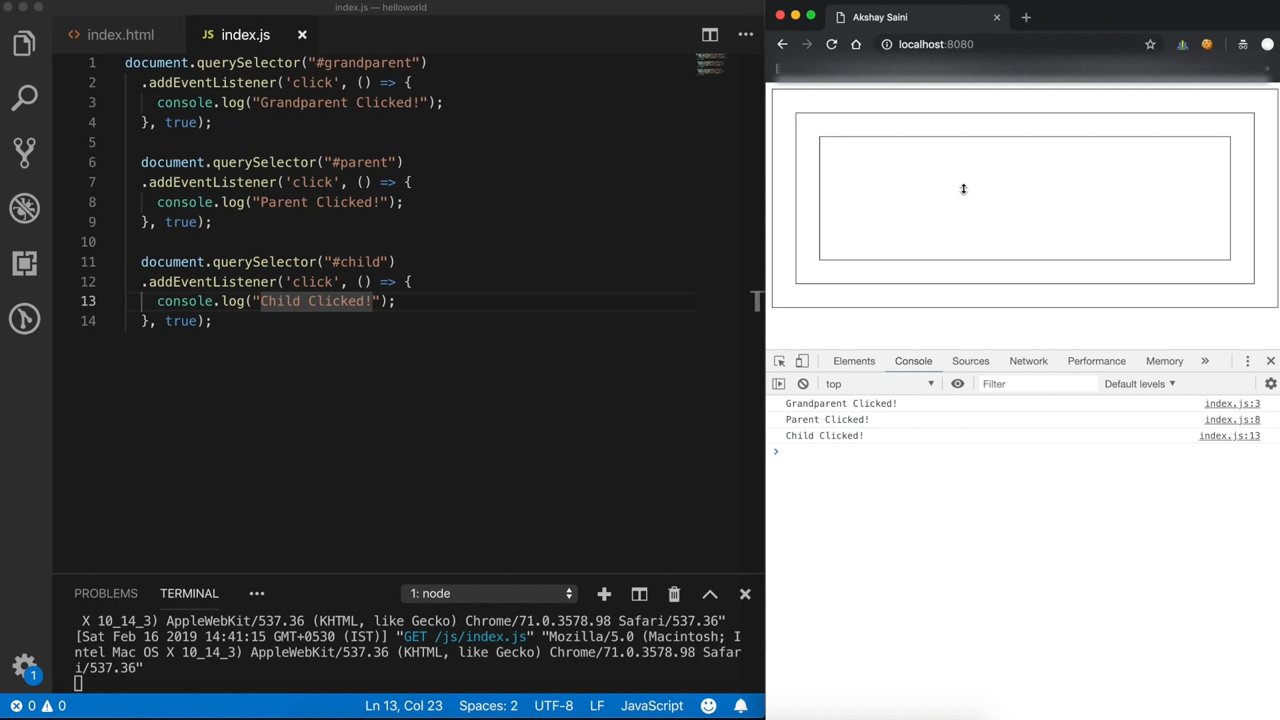 index.js — helloworld
index.html
JS index.js
1 document.querySelector("#grandparent")
2 .addEventListener('click', () => {
3 console.log("Grandparent Clicked!");
4 }, true);
5
6 document.querySelector("#parent")
7 .addEventListener('click', () => {
8 console.log("Parent Clicked!");
9 }, true);
10
11 document.querySelector("#child")
12 .addEventListener('click', () => {
13 console.log("Child Clicked!");
14 }, true);
PROBLEMS TERMINAL 1: node
X 10_14_3) AppleWebKit/537.36 (KHTML, like Gecko) Chrome/71.0.3578.98 Safari/537.36"
[Sat Feb 16 2019 14:41:15 GMT+0530 (IST)] "GET /js/index.js" "Mozilla/5.0 (Macintosh; I
ntel Mac OS X 10_14_3) AppleWebKit/537.36 (KHTML, like Gecko) Chrome/71.0.3578.98 Safar
i/537.36"
1
0 0 Ln 13, Col 23 Spaces: 2 UTF-8 LF JavaScript
Akshay Saini
localhost:8080
Elements Console Sources Network Performance Memory
top Filter Default levels
Grandparent Clicked! index.js:3
Parent Clicked! index.js:8
Child Clicked! index.js:13